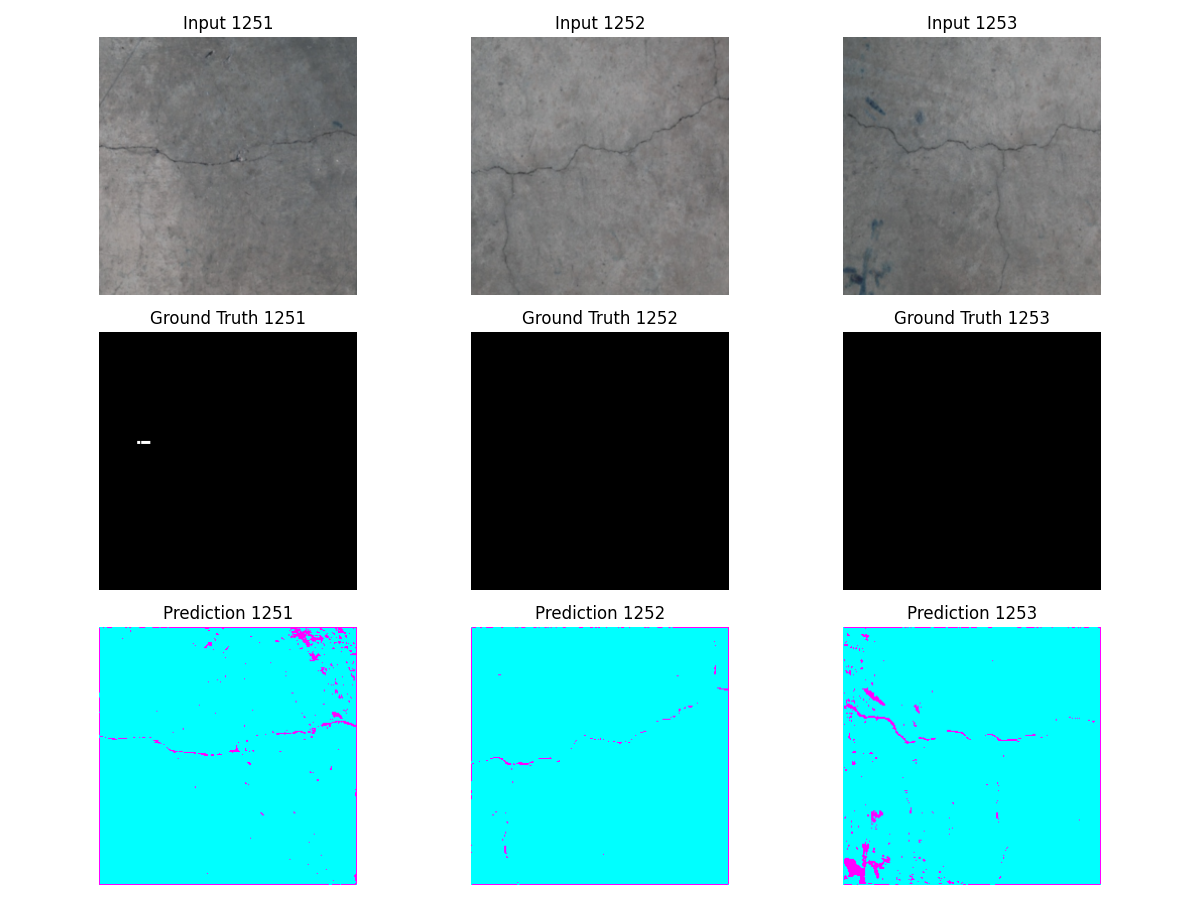 Input 1251
Input 1252
Input 1253
Ground Truth 1251
Ground Truth 1252
Ground Truth 1253
Prediction 1251
Prediction 1252
Prediction 1253